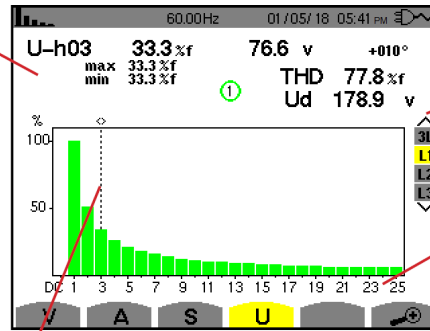 60.00Hz 01/05/18 05:41 PM
U-h03 33.3 %f 76.6 v +010°
max 33.3 %f
min 33.3 %f
THD 77.8 %f
① Ud 178.9 v
%
100
50
3L
L1
L2
L3
DC 1 3 5 7 9 11 13 15 17 19 21 23 25
V A S U